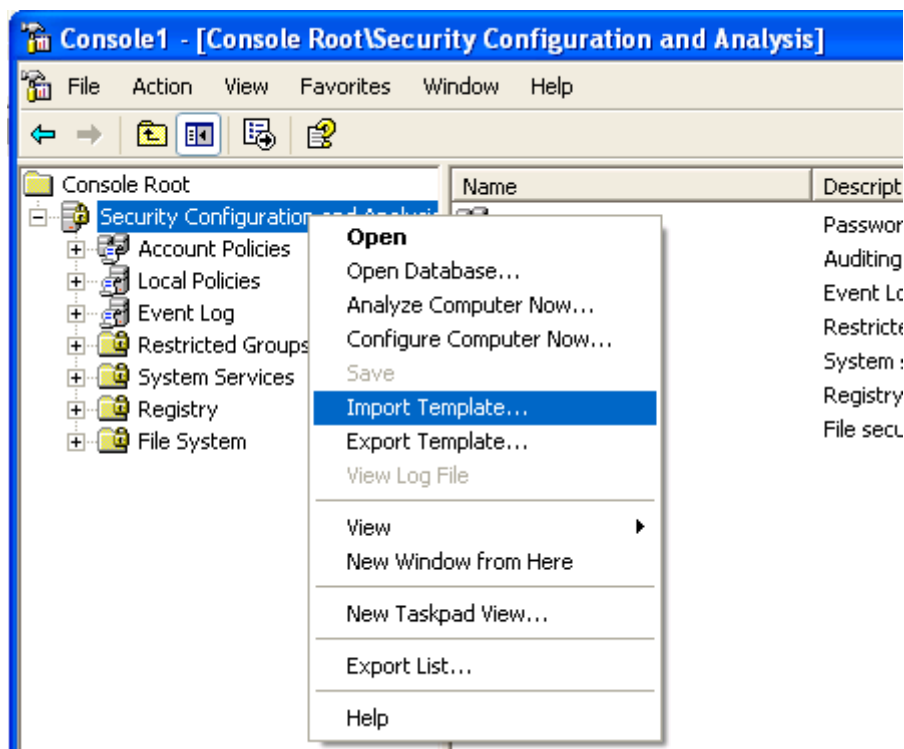 Console1 - [Console Root\Security Configuration and Analysis]
File Action View Favorites Window Help
Console Root
Name
Descript
Security Configuration and Analysi
Account Policies
Local Policies
Event Log
Restricted Groups
System Services
Registry
File System
Open
Open Database...
Analyze Computer Now...
Configure Computer Now...
Save
Import Template...
Export Template...
View Log File
View
New Window from Here
New Taskpad View...
Export List...
Help
Passwor
Auditing
Event Lo
Restricte
System s
Registry
File secu